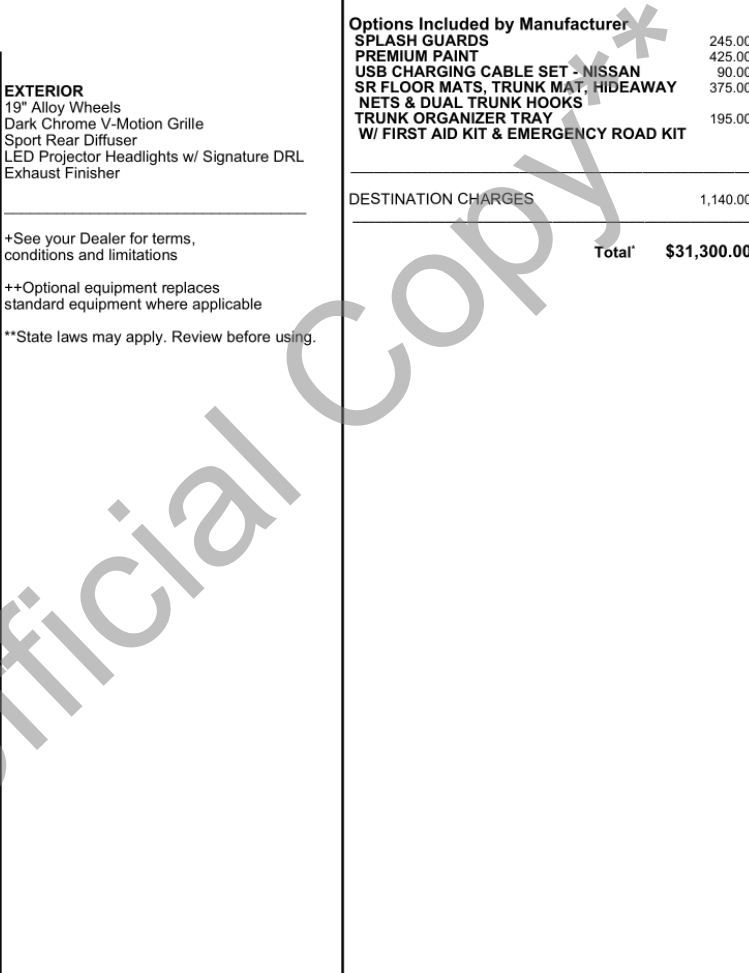 EXTERIOR
19" Alloy Wheels
Dark Chrome V-Motion Grille
Sport Rear Diffuser
LED Projector Headlights w/ Signature DRL
Exhaust Finisher
+See your Dealer for terms,
conditions and limitations
++Optional equipment replaces
standard equipment where applicable
**State laws may apply. Review before using.
Options Included by Manufacturer
SPLASH GUARDS 245.00
PREMIUM PAINT 425.00
USB CHARGING CABLE SET - NISSAN 90.00
SR FLOOR MATS, TRUNK MAT, HIDEAWAY 375.00
NETS & DUAL TRUNK HOOKS
TRUNK ORGANIZER TRAY 195.00
W/ FIRST AID KIT & EMERGENCY ROAD KIT
DESTINATION CHARGES 1,140.00
Total* $31,300.00
Copy**